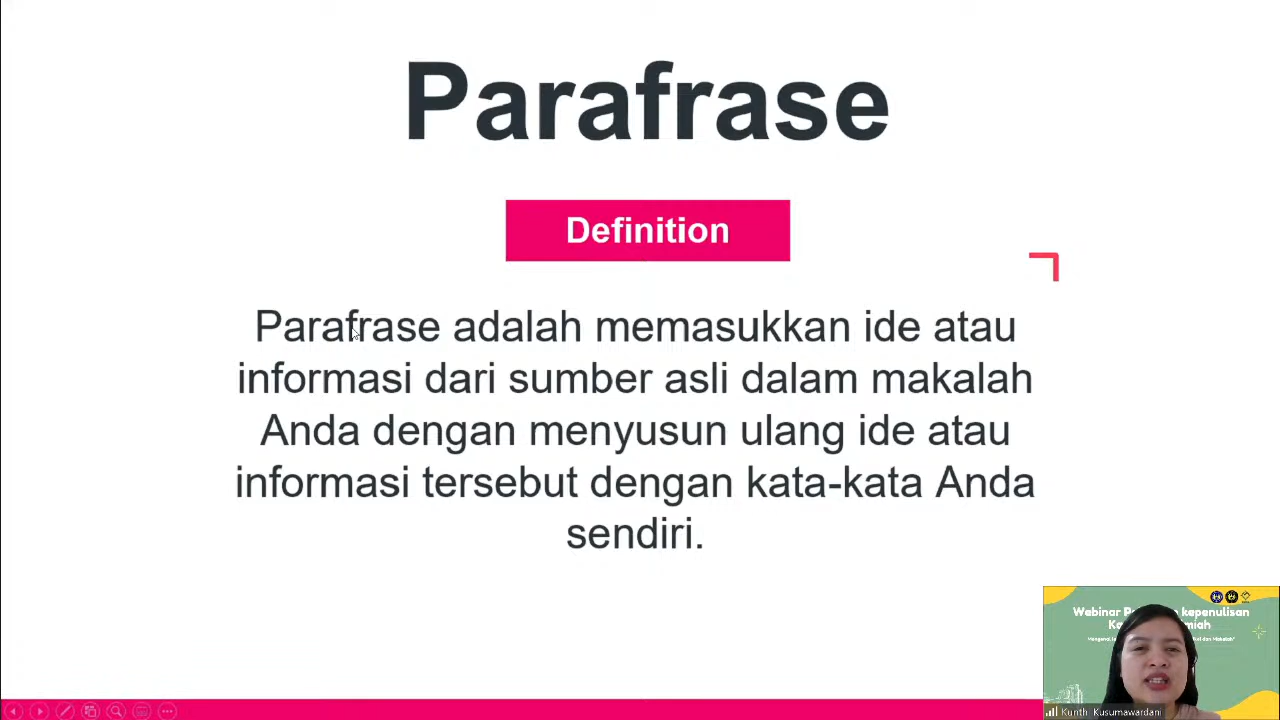 Parafrase
Definition
Parafrase adalah memasukkan ide atau
informasi dari sumber asli dalam makalah
Anda dengan menyusun ulang ide atau
informasi tersebut dengan kata-kata Anda
sendiri.
Webinar kepenulisan
Kunth Kusumawardani